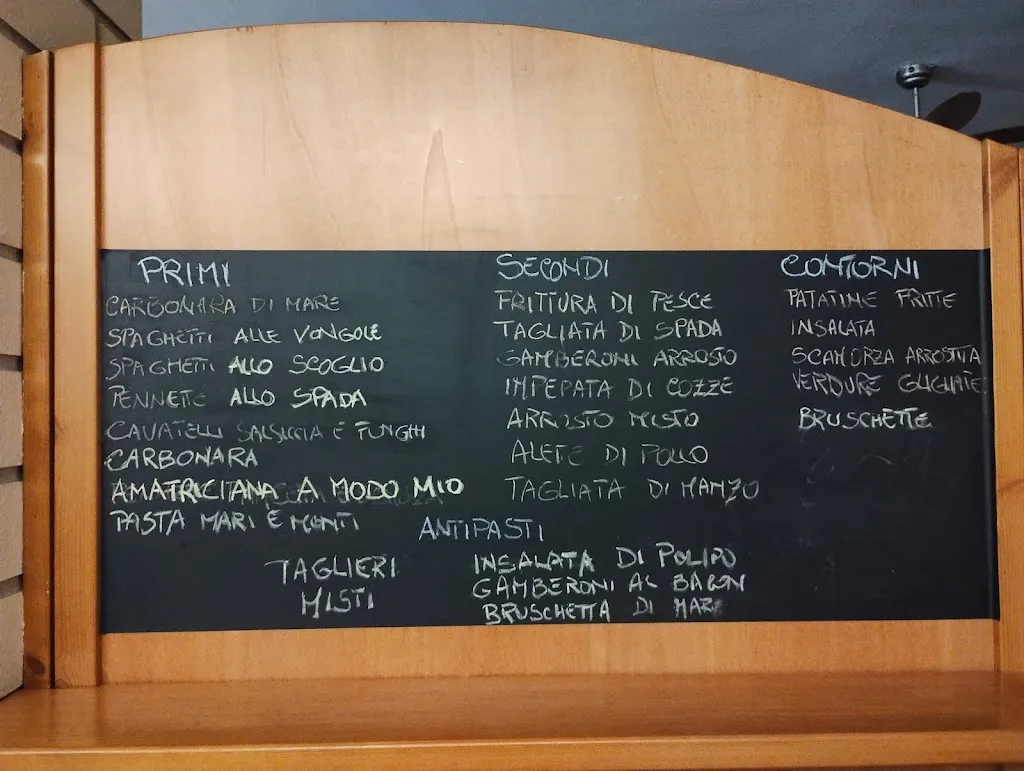 PRIMI
CARBONARA DI MARE
SPAGHETTI ALLE VONGOLE
SPAGHETTI ALLO SCOGLIO
PENNETTE ALLO SPADA
CAVATELLI SALSICCIA E FUNGHI
CARBONARA
AMATRICIANA A MODO MIO
PASTA MARI E MONTI
SECONDI
FRITTURA DI PESCE
TAGLIATA DI SPADA
GAMBERONI ARROSTO
IMPEPATA DI COZZE
ARROSTO MISTO
ALETE DI POLLO
TAGLIATA DI MANZO
CONTORNI
PATATINE FRITTE
INSALATA
SCAMORZA ARROSTITA
VERDURE GLIGLIATE
BRUSCHETTE
ANTIPASTI
TAGLIERI
MISTI
INSALATA DI POLIPO
GAMBERONI AL BACON
BRUSCHETTA DI MARE